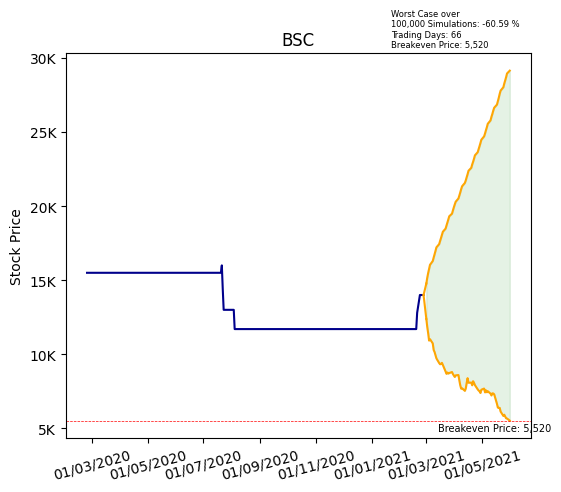 Worst Case over
100,000 Simulations: -60.59 %
Trading Days: 66
Breakeven Price: 5,520
BSC
30K
25K
20K
15K
10K
5K
Stock Price
Breakeven Price: 5,520
01/03/2020 01/05/2020 01/07/2020 01/09/2020 01/11/2020 01/01/2021 01/03/2021 01/05/2021